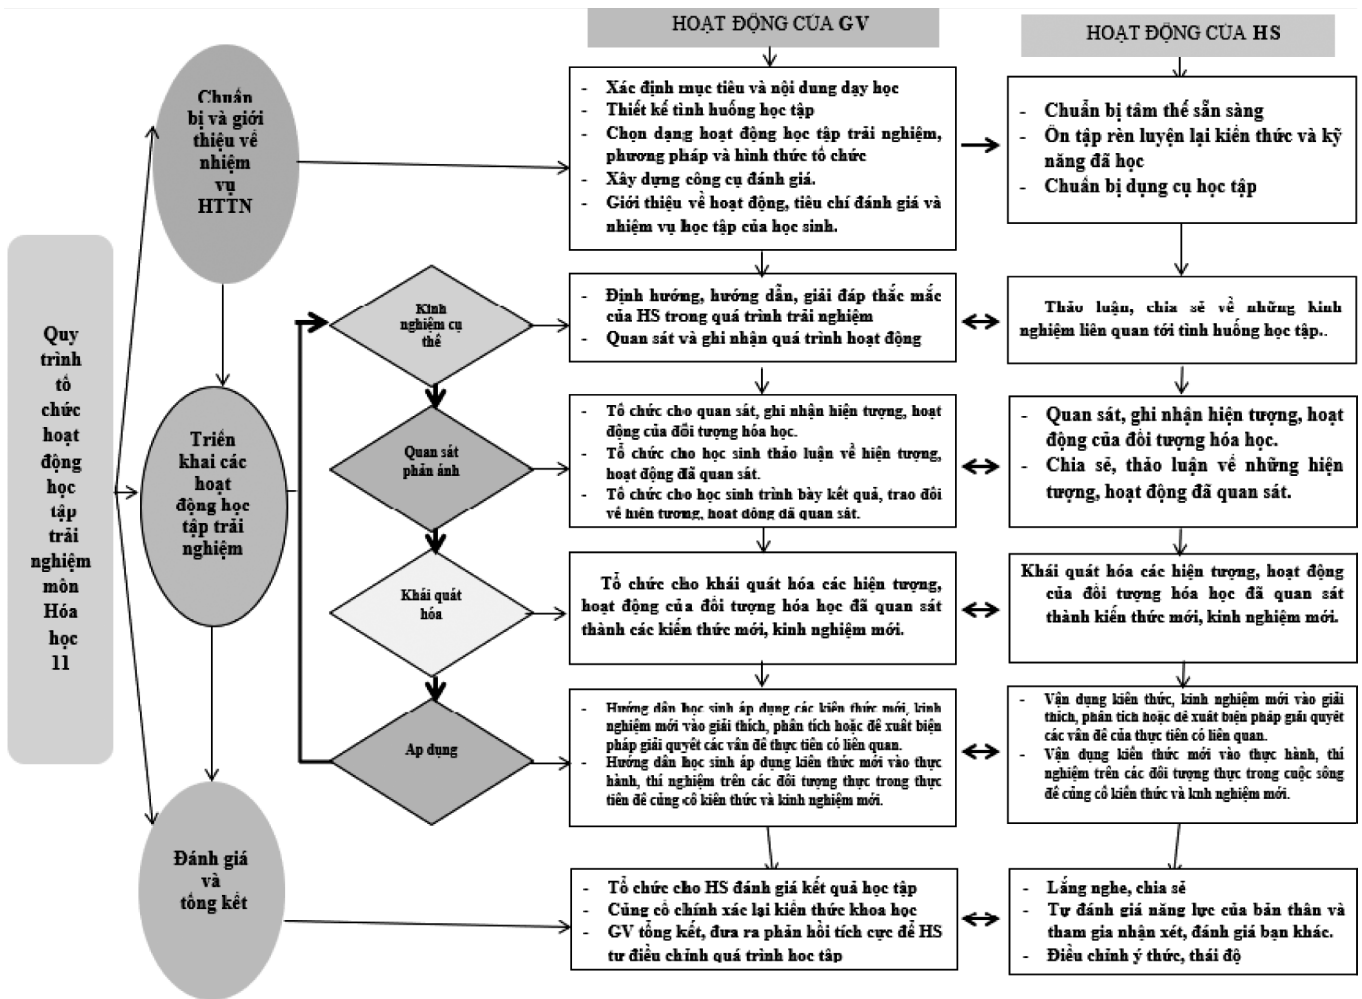 HOẠT ĐỘNG CỦA GV
HOẠT ĐỘNG CỦA HS
Quy
trình
tổ
chức
hoạt
động
học
tập
trải
nghiệm
môn
Hóa
học
11
Chuẩn
bị và giới
thiệu về
nhiệm
vụ
HTTN
- Xác định mục tiêu và nội dung dạy học
- Thiết kế tình huống học tập
- Chọn dạng hoạt động học tập trải nghiệm,
phương pháp và hình thức tổ chức
- Xây dựng công cụ đánh giá.
- Giới thiệu về hoạt động, tiêu chí đánh giá và
nhiệm vụ học tập của học sinh.
- Chuẩn bị tâm thế sẵn sàng
- Ôn tập rèn luyện lại kiến thức và kỹ
năng đã học
- Chuẩn bị dụng cụ học tập
Triển
khai các
hoạt
động học
tập trải
nghiệm
Kinh
nghiệm cụ
thể
- Định hướng, hướng dẫn, giải đáp thắc mắc
của HS trong quá trình trải nghiệm
- Quan sát và ghi nhận quá trình hoạt động
Thảo luận, chia sẻ về những kinh
nghiệm liên quan tới tình huống học tập..
Quan sát
phản ánh
- Tổ chức cho quan sát, ghi nhận hiện tượng, hoạt
động của đối tượng hóa học.
- Tổ chức cho học sinh thảo luận về hiện tượng,
hoạt động đã quan sát.
- Tổ chức cho học sinh trình bày kết quả, trao đổi
về hiện tượng, hoạt động đã quan sát.
- Quan sát, ghi nhận hiện tượng, hoạt
động của đối tượng hóa học.
- Chia sẻ, thảo luận về những hiện
tượng, hoạt động đã quan sát.
Khái quát
hóa
Tổ chức cho khái quát hóa các hiện tượng,
hoạt động của đối tượng hóa học đã quan sát
thành các kiến thức mới, kinh nghiệm mới.
Khái quát hóa các hiện tượng, hoạt động
của đối tượng hóa học đã quan sát
thành kiến thức mới, kinh nghiệm mới.
Áp dụng
- Hướng dẫn học sinh áp dụng các kiến thức mới, kinh
nghiệm mới vào giải thích, phân tích hoặc đề xuất biện
pháp giải quyết các vấn đề thực tiễn có liên quan.
- Hướng dẫn học sinh áp dụng kiến thức mới vào thực
hành, thí nghiệm trên các đối tượng thực trong thực
tiễn để củng cố kiến thức và kinh nghiệm mới.
- Vận dụng kiến thức, kinh nghiệm mới vào giải
thích, phân tích hoặc đề xuất biện pháp giải quyết
các vấn đề của thực tiễn có liên quan.
- Vận dụng kiến thức mới vào thực hành, thí
nghiệm trên các đối tượng thực trong cuộc sống
để củng cố kiến thức và knh nghiệm mới.
Đánh giá
và
tổng kết
- Tổ chức cho HS đánh giá kết quả học tập
- Củng cố chính xác lại kiến thức khoa học
- GV tổng kết, đưa ra phản hồi tích cực để HS
tự điều chỉnh quá trình học tập
- Lắng nghe, chia sẻ
- Tự đánh giá năng lực của bản thân và
tham gia nhận xét, đánh giá bạn khác.
- Điều chỉnh ý thức, thái độ